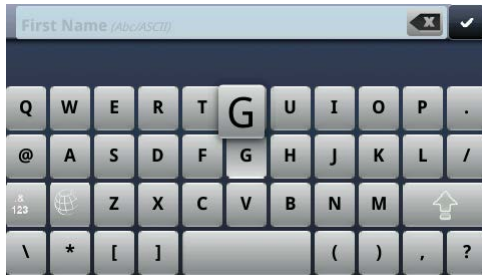 First Name (Abc/ASCII)
Q W E R T G U I O P .
@ A S D F G H J K L /
.& 123 Z X C V B N M
\ * [ ] ( ) , ?